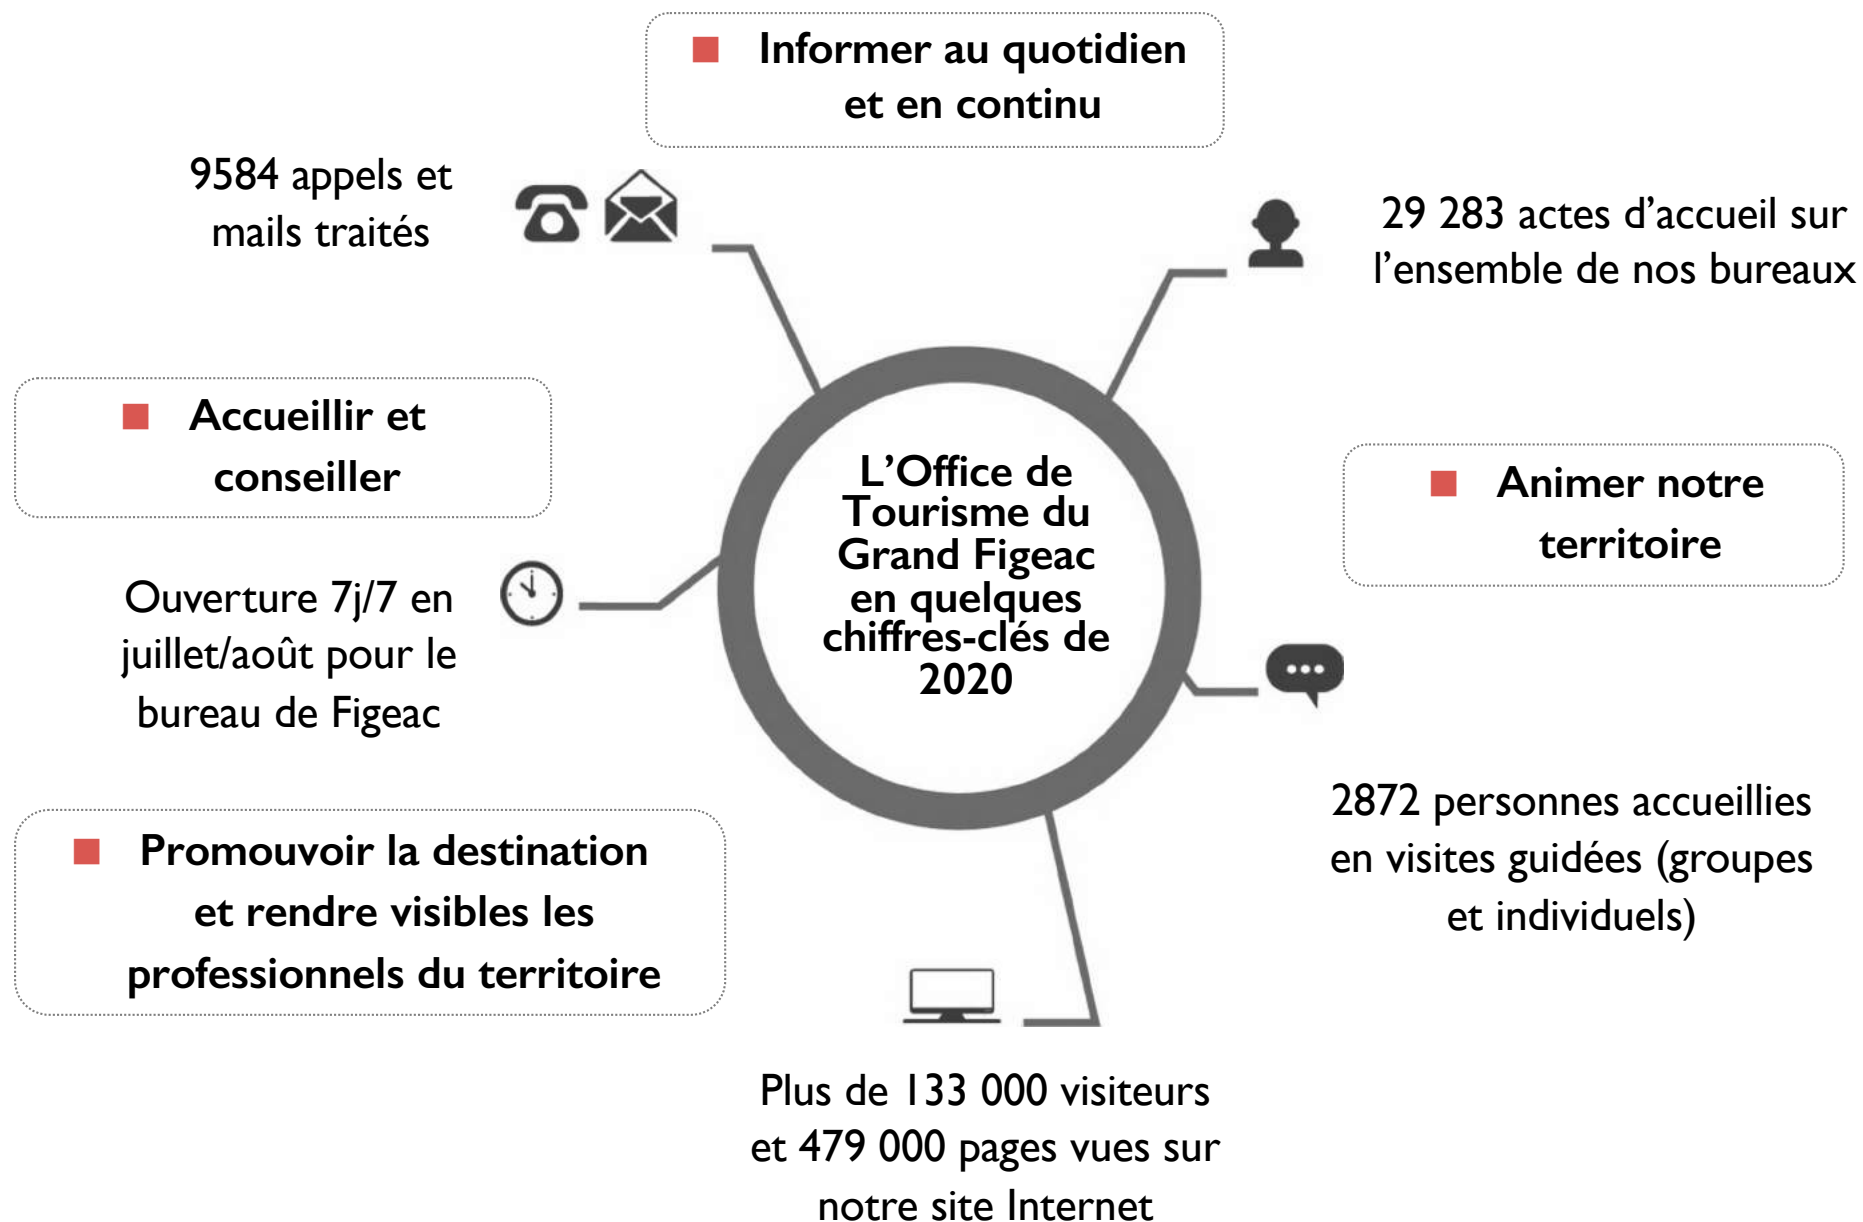 Informer au quotidien
et en continu
9584 appels et
mails traités
29 283 actes d’accueil sur
l’ensemble de nos bureaux
Accueillir et
conseiller
L’Office de
Tourisme du
Grand Figeac
en quelques
chiffres-clés de
2020
Animer notre
territoire
Ouverture 7j/7 en
juillet/août pour le
bureau de Figeac
2872 personnes accueillies
en visites guidées (groupes
et individuels)
Promouvoir la destination
et rendre visibles les
professionnels du territoire
Plus de 133 000 visiteurs
et 479 000 pages vues sur
notre site Internet